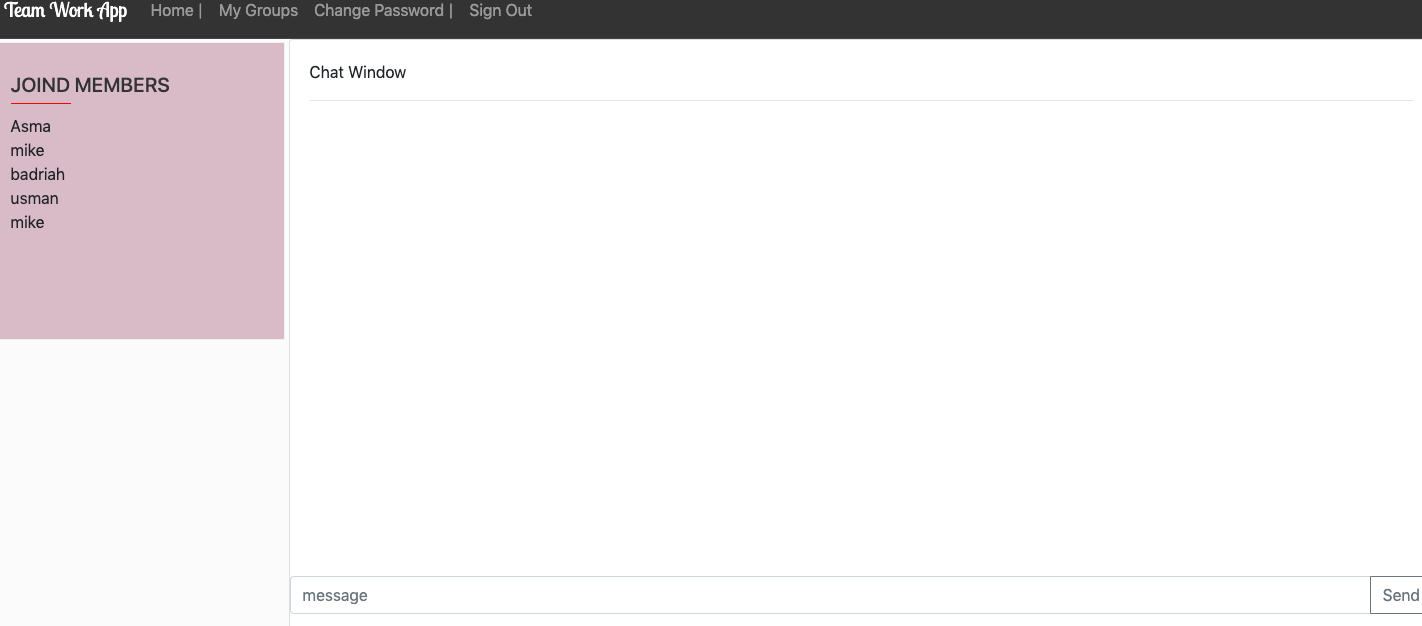 Team Work App Home | My Groups Change Password | Sign Out
JOIND MEMBERS
Asma
mike
badriah
usman
mike
Chat Window
message Send